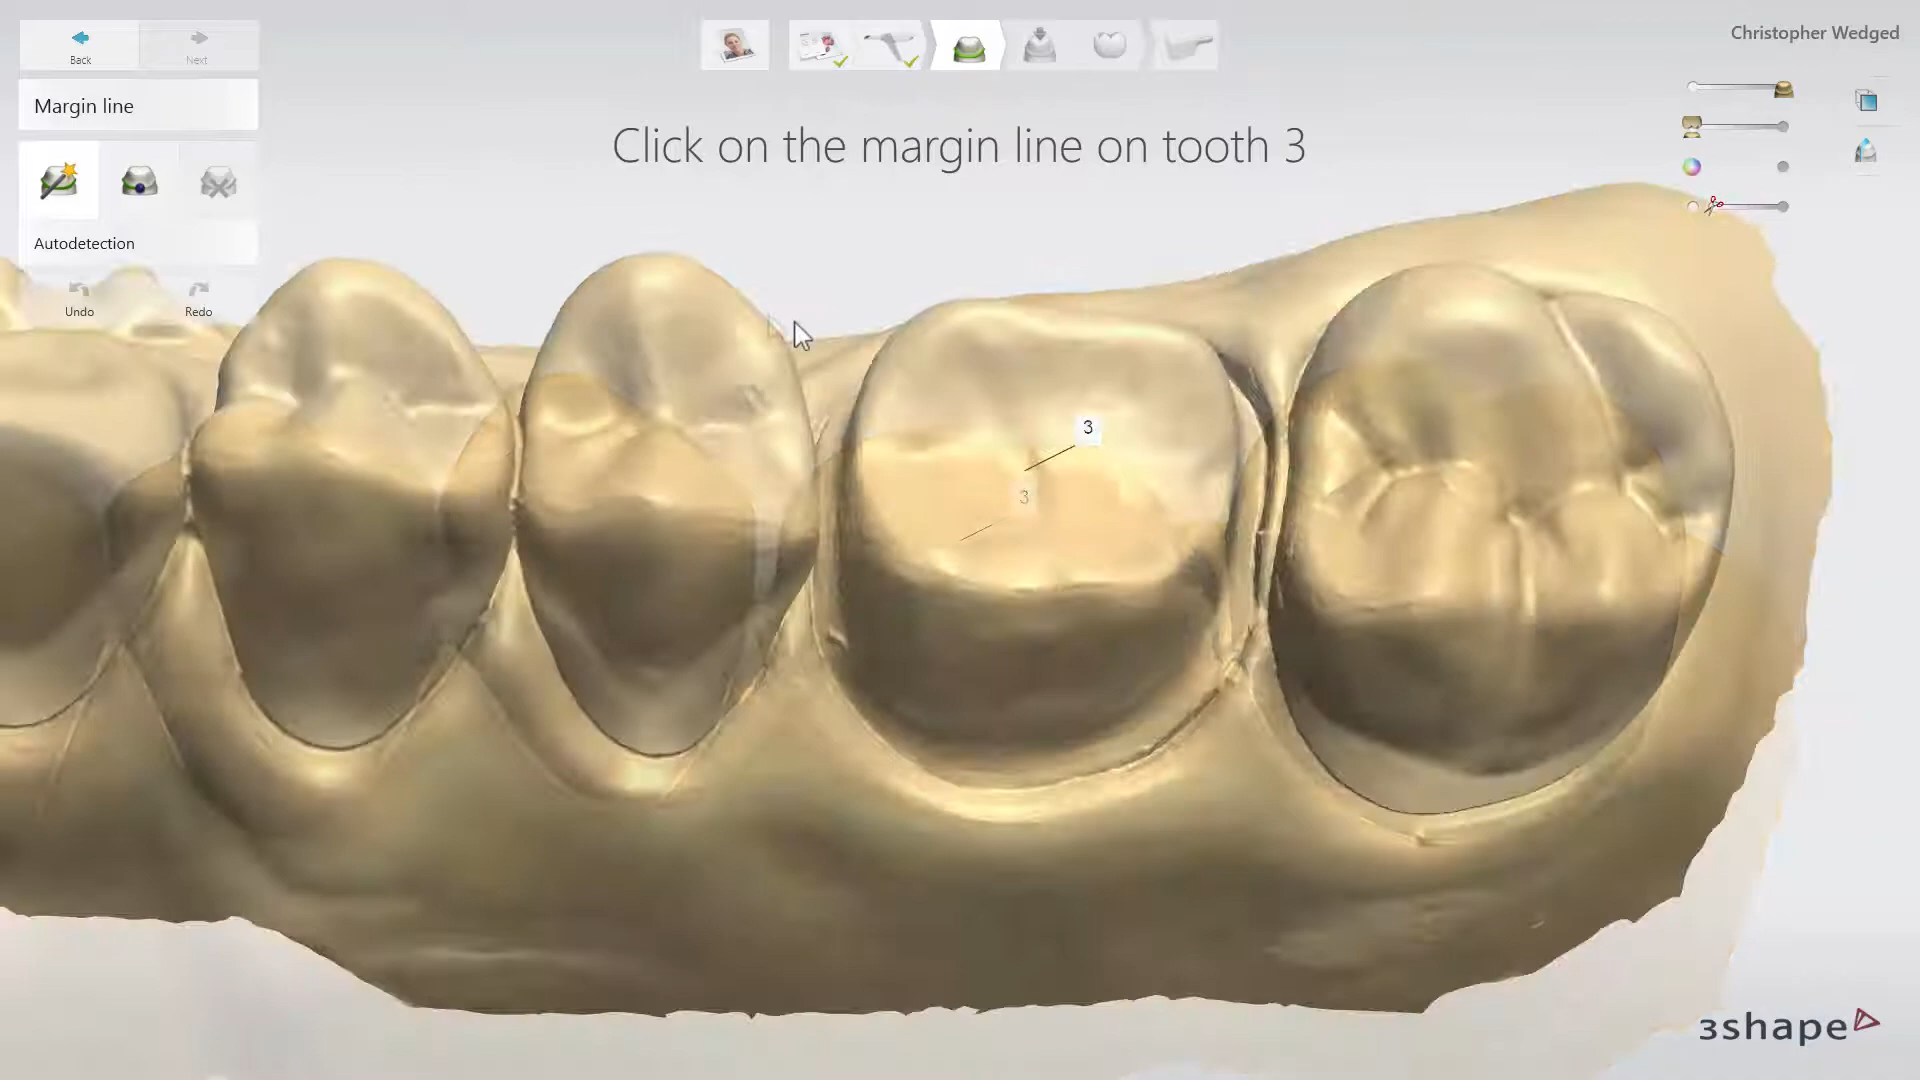 Back
Next
Christopher Wedged
Margin line
Click on the margin line on tooth 3
Autodetection
Undo
Redo
3
3
3shape